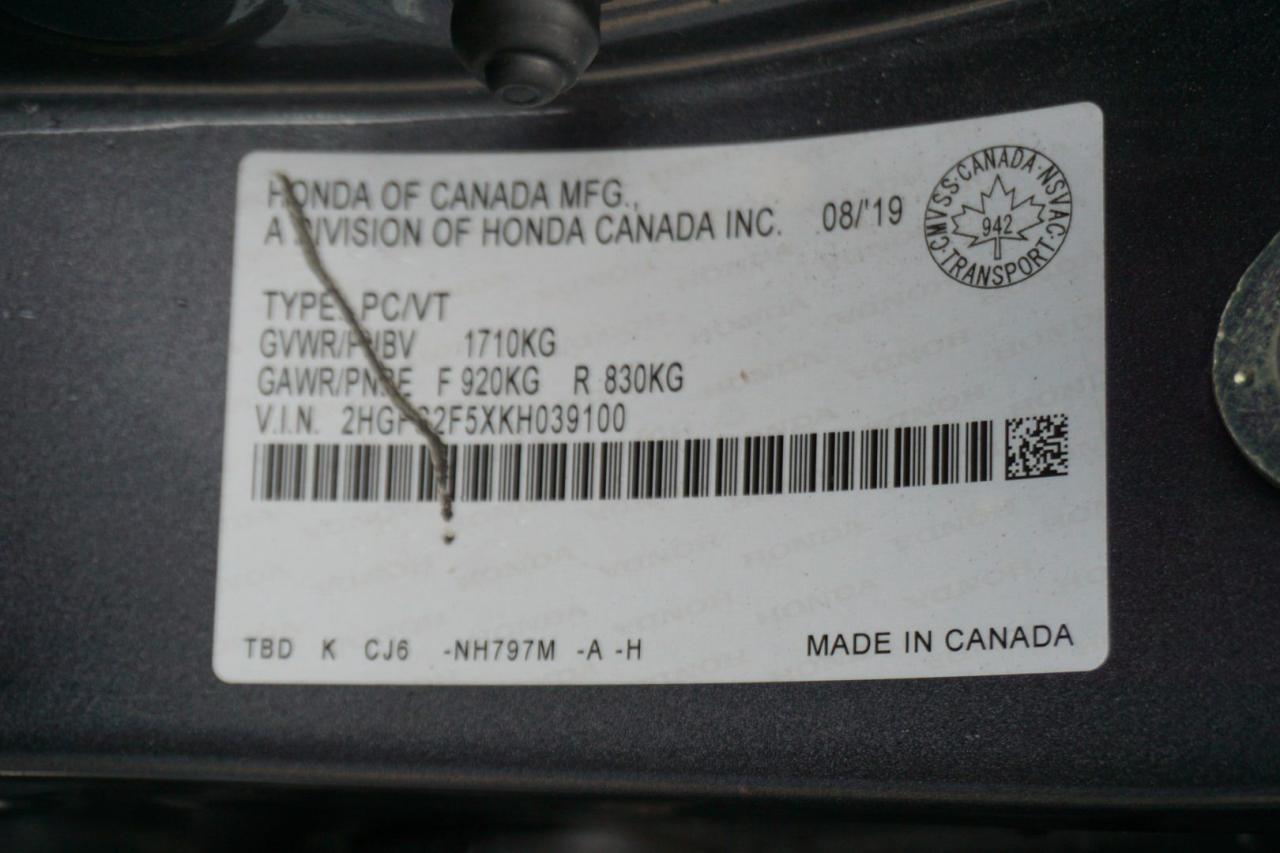 HONDA OF CANADA MFG.,
A DIVISION OF HONDA CANADA INC.
08/'19
CMVSS·CANADA·NSVAC·TRANSPORT·
942
TYPE PC/VT
GVWR/PNBV 1710KG
GAWR/PNBE F 920KG R 830KG
V.I.N. 2HGFC2F5XKH039100
TBD K CJ6 -NH797M -A -H
MADE IN CANADA